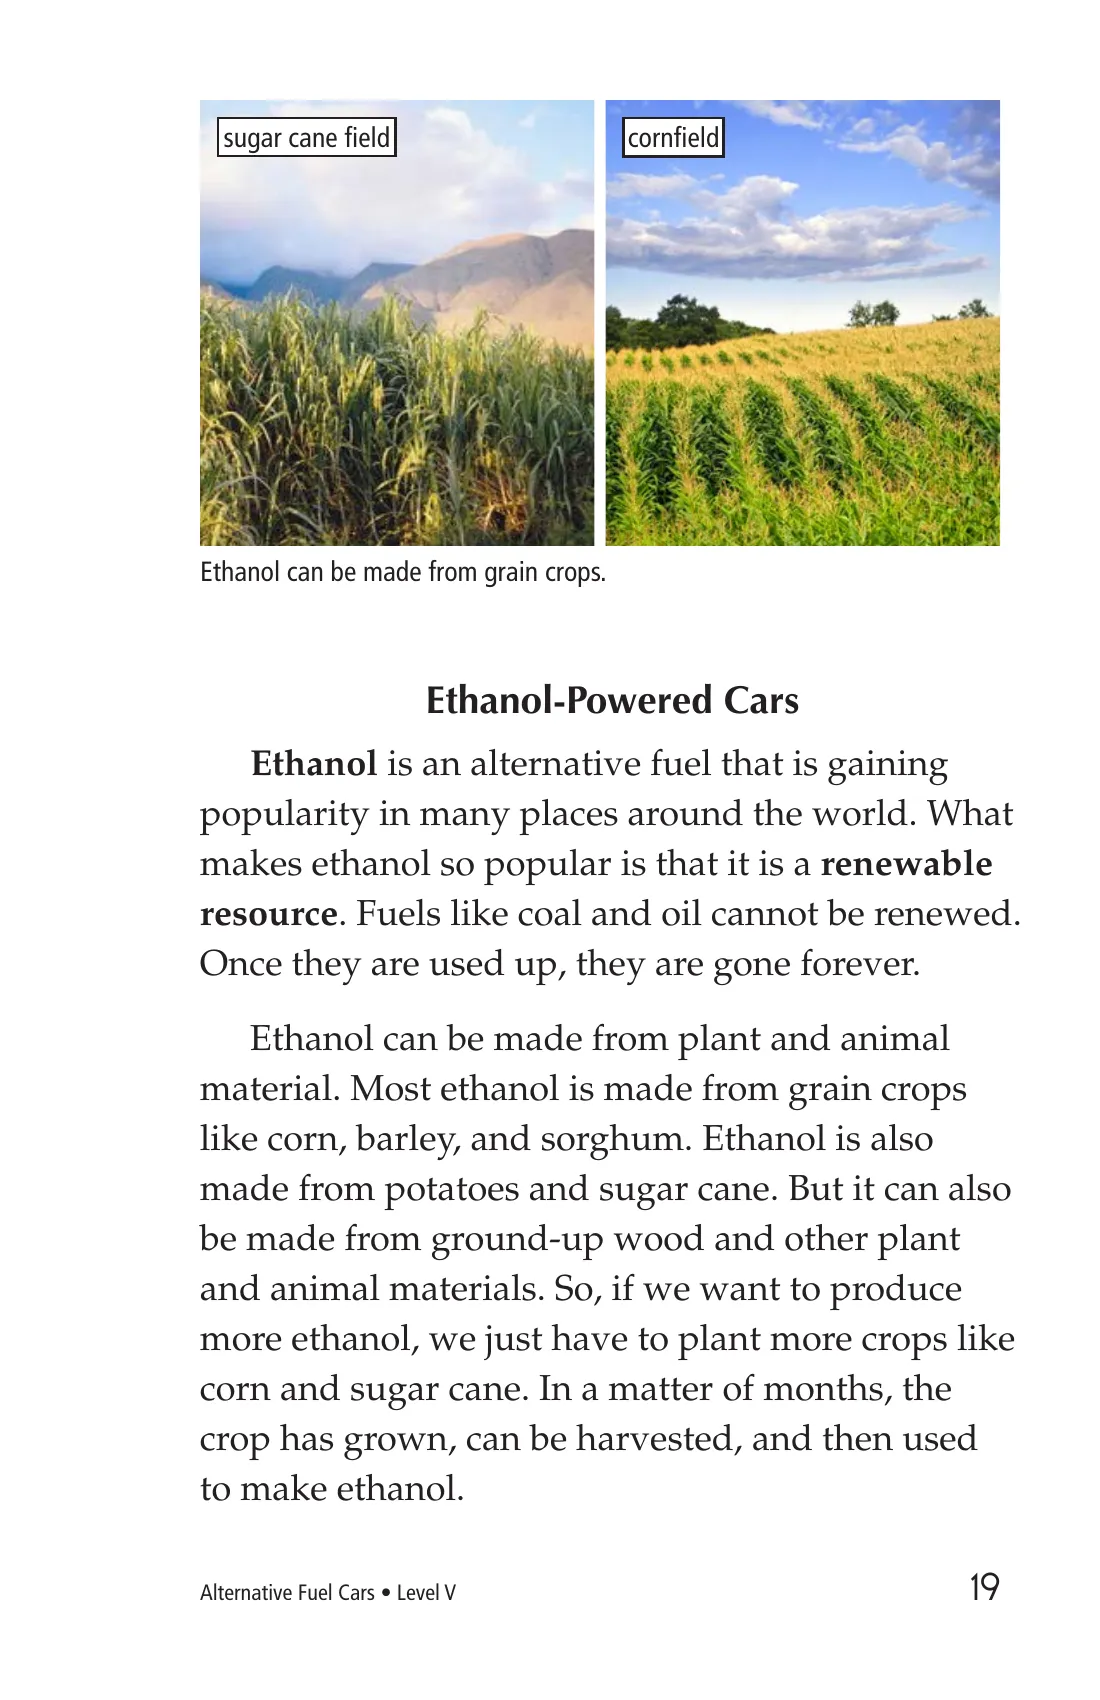 sugar cane field
cornfield
Ethanol can be made from grain crops.
Ethanol-Powered Cars
Ethanol is an alternative fuel that is gaining
popularity in many places around the world. What
makes ethanol so popular is that it is a renewable
resource. Fuels like coal and oil cannot be renewed.
Once they are used up, they are gone forever.
Ethanol can be made from plant and animal
material. Most ethanol is made from grain crops
like corn, barley, and sorghum. Ethanol is also
made from potatoes and sugar cane. But it can also
be made from ground-up wood and other plant
and animal materials. So, if we want to produce
more ethanol, we just have to plant more crops like
corn and sugar cane. In a matter of months, the
crop has grown, can be harvested, and then used
to make ethanol.
Alternative Fuel Cars • Level V
19